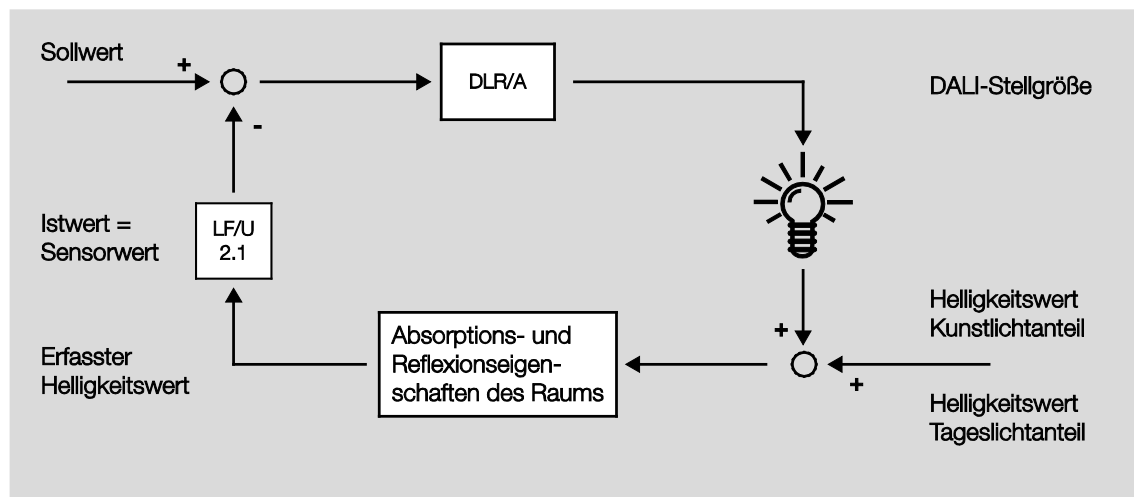 Sollwert
+
-
DLR/A
DALI-Stellgröße
Istwert =
Sensorwert
LF/U
2.1
Helligkeitswert
Kunstlichtanteil
+
+
Absorptions- und
Reflexionseigen-
schaften des Raums
Erfasster
Helligkeitswert
Helligkeitswert
Tageslichtanteil